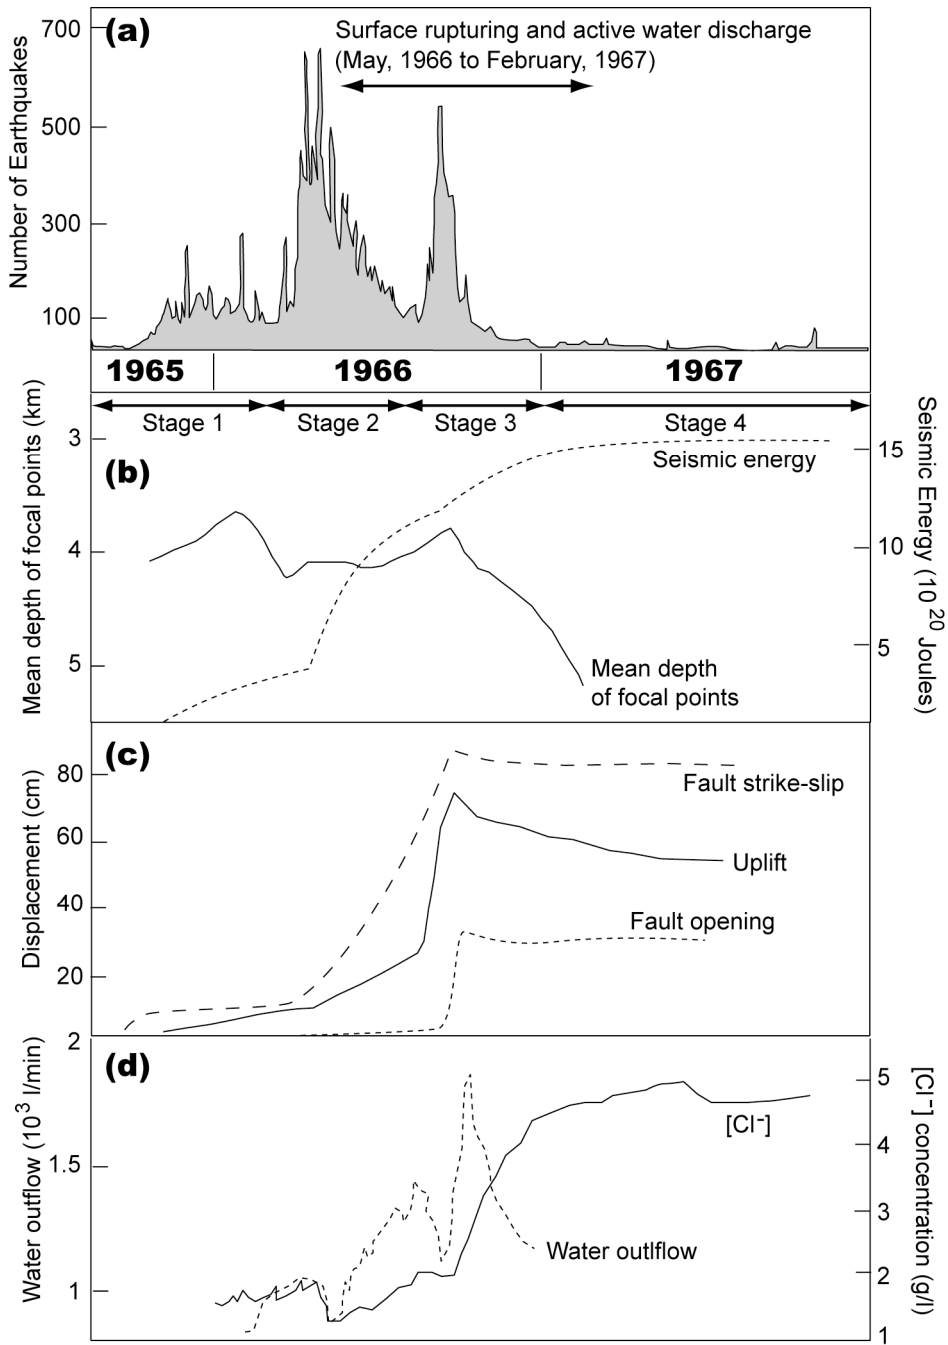 (a)
Surface rupturing and active water discharge
(May, 1966 to February, 1967)
Number of Earthquakes
700
500
300
100
1965
1966
1967
Stage 1
Stage 2
Stage 3
Stage 4
(b)
Mean depth of focal points (km)
3
4
5
Seismic energy
Mean depth
of focal points
Seismic Energy (10²⁰ Joules)
15
10
5
(c)
Displacement (cm)
80
60
40
20
Fault strike-slip
Uplift
Fault opening
(d)
Water outflow (10³ l/min)
2
1.5
1
[Cl⁻]
Water outlflow
[Cl⁻] concentration (g/l)
5
4
3
2
1